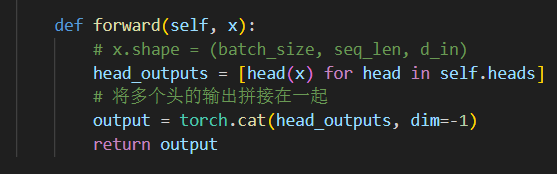 def forward(self, x):
# x.shape = (batch_size, seq_len, d_in)
head_outputs = [head(x) for head in self.heads]
# 将多个头的输出拼接在一起
output = torch.cat(head_outputs, dim=-1)
return output